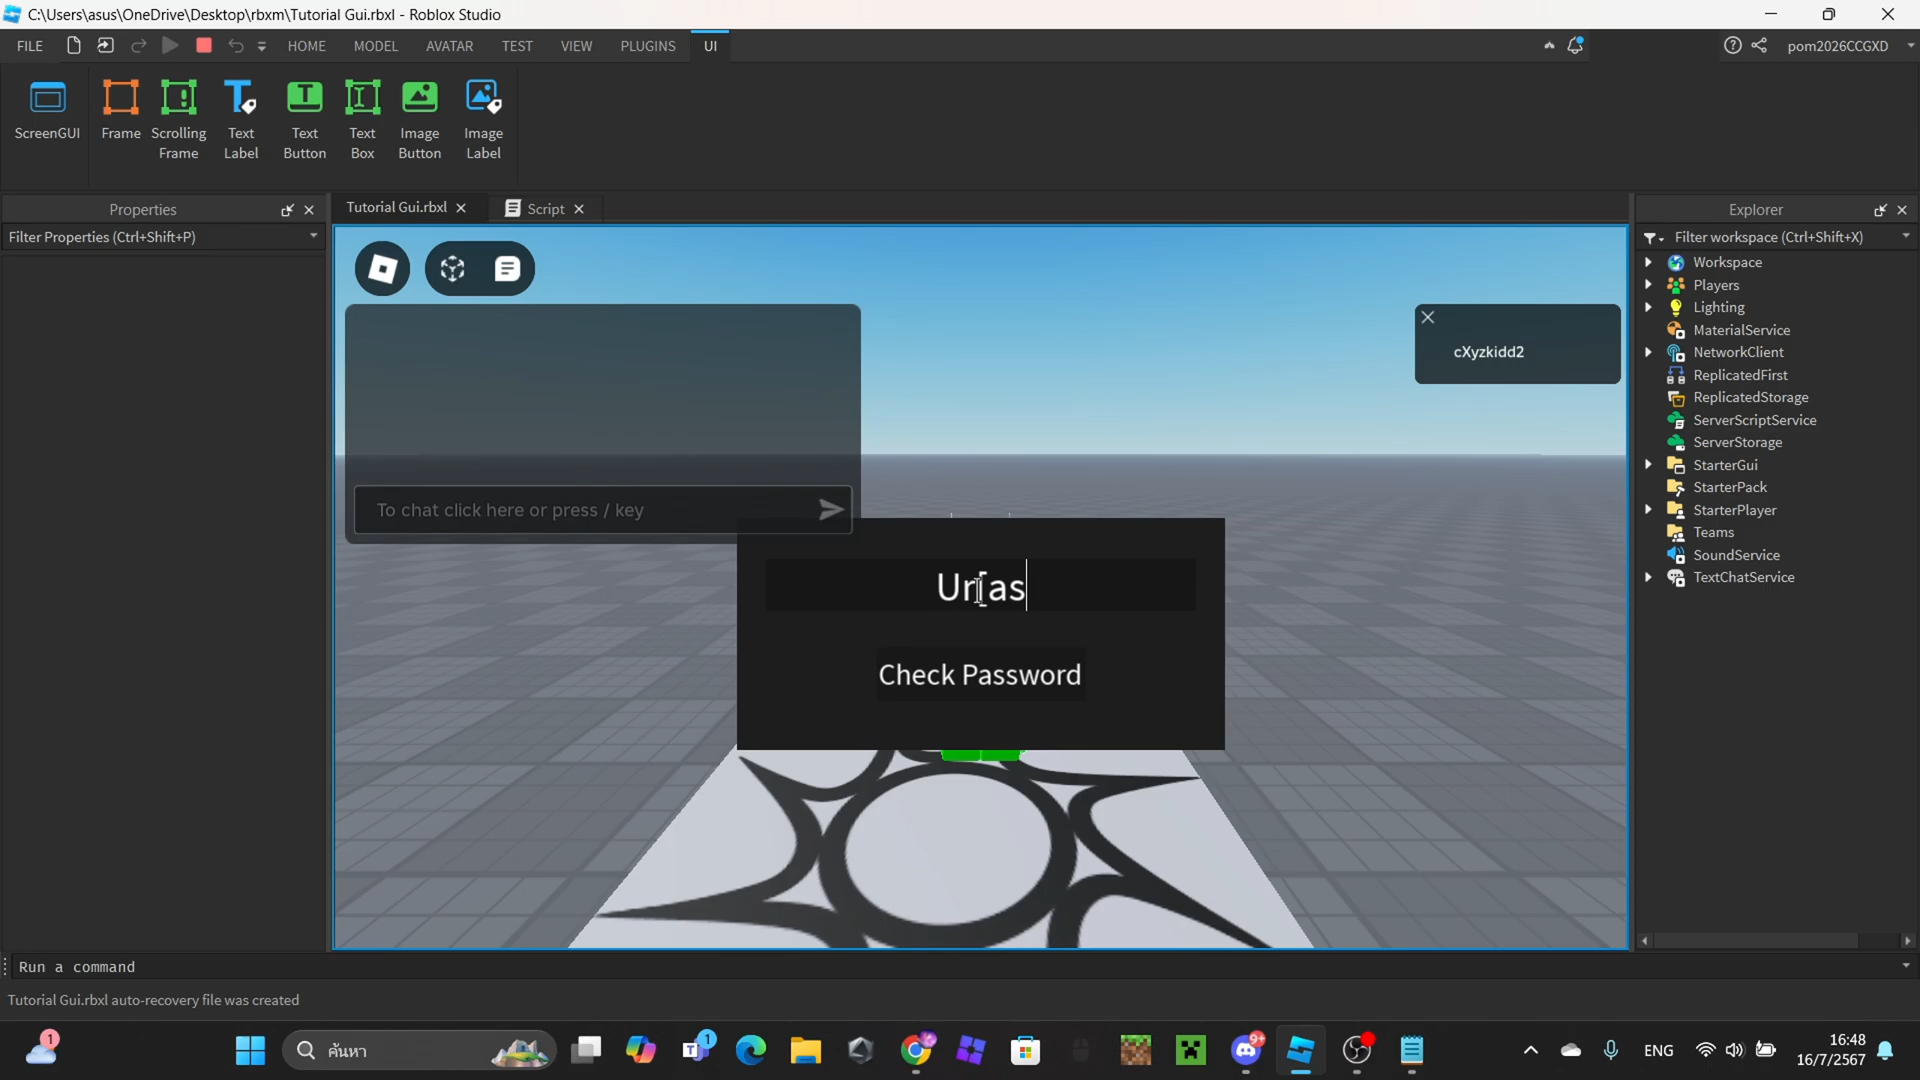 C:\Users\asus\OneDrive\Desktop\rbxm\Tutorial Gui.rbxl - Roblox Studio
FILE
HOME
MODEL
AVATAR
TEST
VIEW
PLUGINS
UI
pom2026CCGXD
ScreenGUI
Frame
Scrolling
Frame
Text
Label
Text
Button
Text
Box
Image
Button
Image
Label
Properties
Filter Properties (Ctrl+Shift+P)
Tutorial Gui.rbxl
Script
Explorer
Filter workspace (Ctrl+Shift+X)
Workspace
Players
Lighting
MaterialService
NetworkClient
ReplicatedFirst
ReplicatedStorage
ServerScriptService
ServerStorage
StarterGui
StarterPack
StarterPlayer
Teams
SoundService
TextChatService
cXyzkidd2
To chat click here or press / key
Check Password
Run a command
Tutorial Gui.rbxl auto-recovery file was created
1
ค้นหา
1
9+
ENG
16:48
16/7/2567